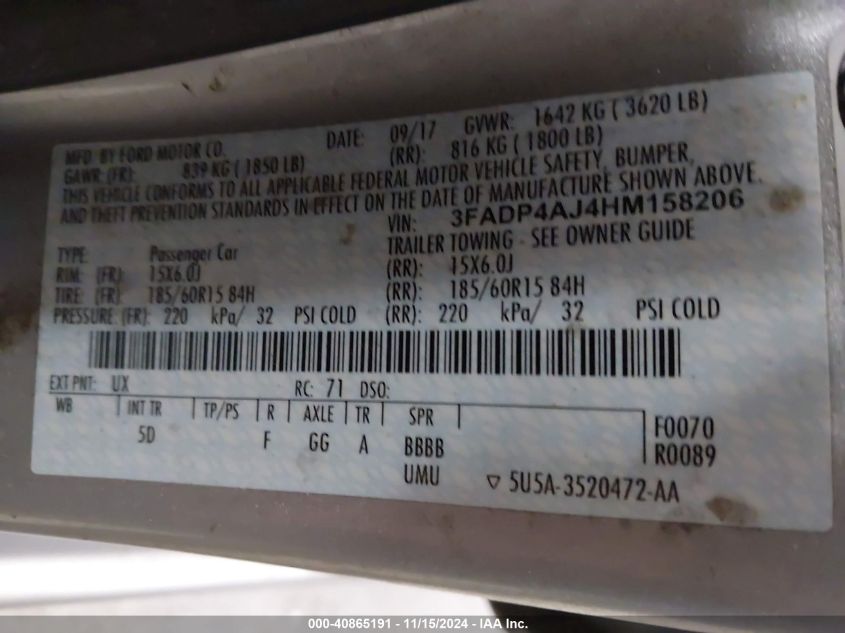 MFD. BY FORD MOTOR CO. DATE: 09/17 GVWR: 1642 KG ( 3620 LB)
GAWR: (FR): 839 KG ( 1850 LB) (RR): 816 KG ( 1800 LB)
THIS VEHICLE CONFORMS TO ALL APPLICABLE FEDERAL MOTOR VEHICLE SAFETY, BUMPER,
AND THEFT PREVENTION STANDARDS IN EFFECT ON THE DATE OF MANUFACTURE SHOWN ABOVE.
VIN: 3FADP4AJ4HM158206
TYPE: Passenger Car TRAILER TOWING - SEE OWNER GUIDE
RIM: (FR): 15X6.0J (RR): 15X6.0J
TIRE: (FR): 185/60R15 84H (RR): 185/60R15 84H
PRESSURE: (FR): 220 kPa/ 32 PSI COLD (RR): 220 kPa/ 32 PSI COLD
EXT PNT: UX RC: 71 DSO:
WB INT TR TP/PS R AXLE TR SPR
5D F GG A BBBB F0070
UMU R0089
▽ 5U5A-3520472-AA
000-40865191 - 11/15/2024 - IAA Inc.